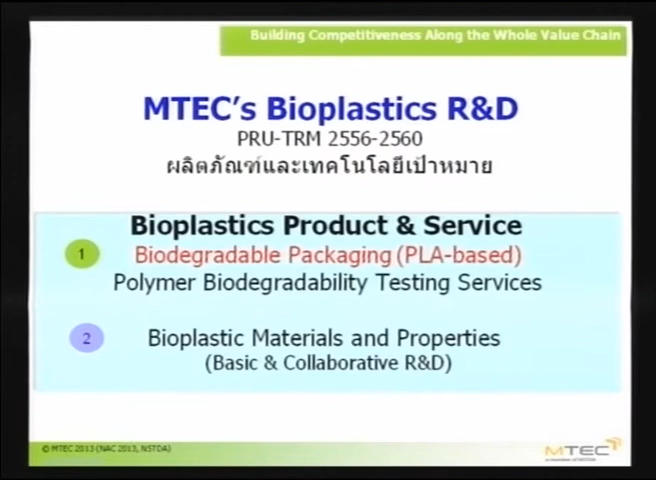 Building Competitiveness Along the Whole Value Chain
MTEC's Bioplastics R&D
PRU-TRM 2556-2560
ผลิตภัณฑ์และเทคโนโลยีเป้าหมาย
Bioplastics Product & Service
1
Biodegradable Packaging (PLA-based)
Polymer Biodegradability Testing Services
2
Bioplastic Materials and Properties
(Basic & Collaborative R&D)
© MTEC 2013 (NAC 2013, NSTDA)
MTEC